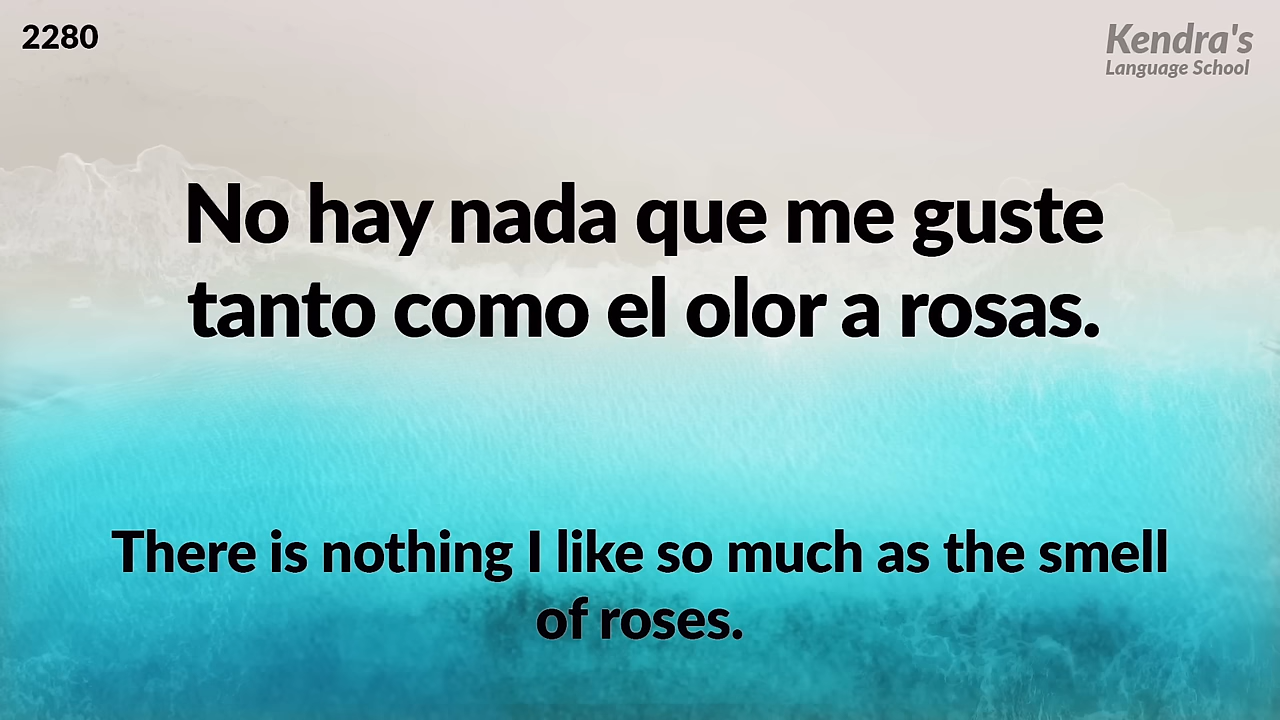 2280
Kendra's
Language School
No hay nada que me guste
tanto como el olor a rosas.
There is nothing I like so much as the smell
of roses.